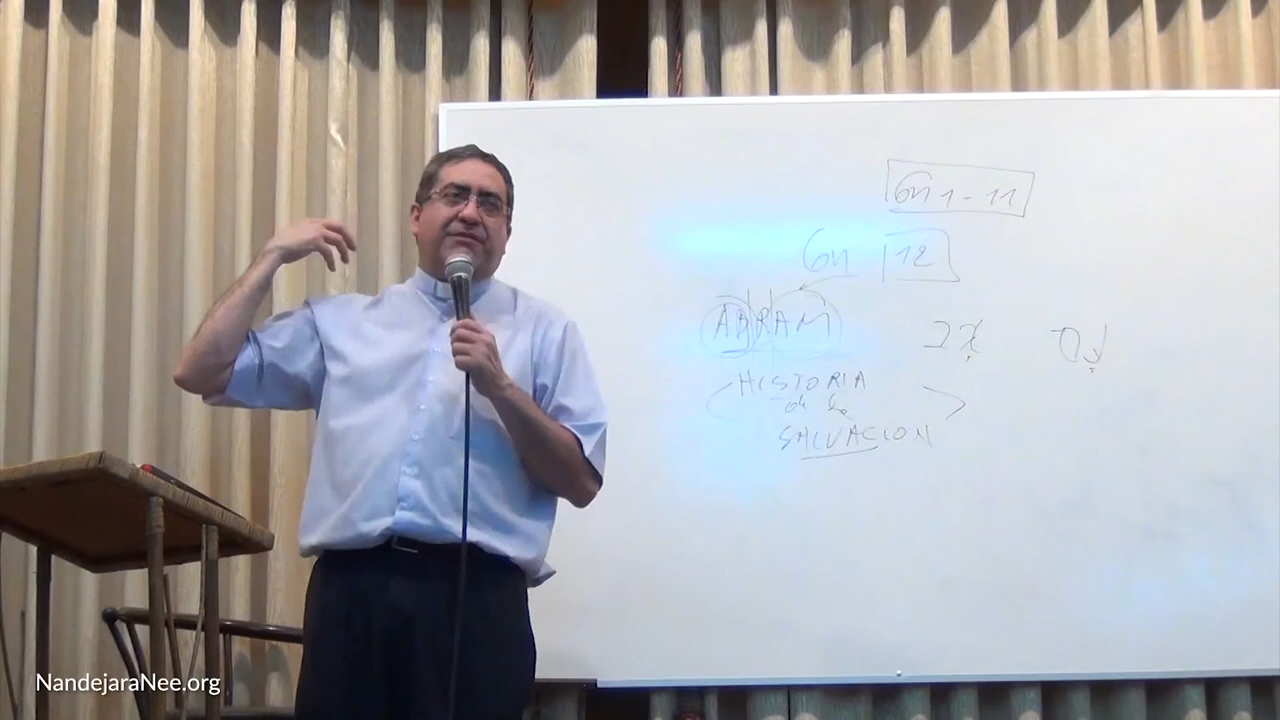 Gn 1-11
Gn 12
ABRAM
HISTORIA
de la
SALVACION
NandejaraNee.org